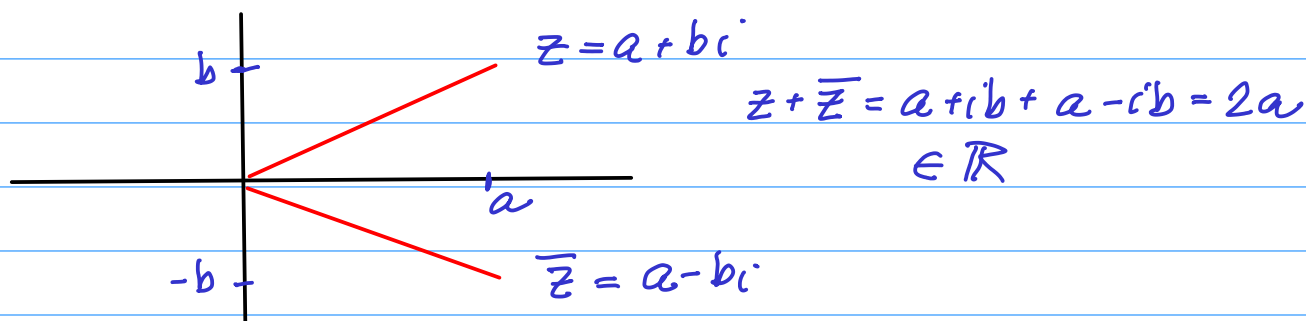 z = a + bi
b
z + z̅ = a + ib + a - ib = 2a
∈ ℝ
a
-b
z̅ = a - bi